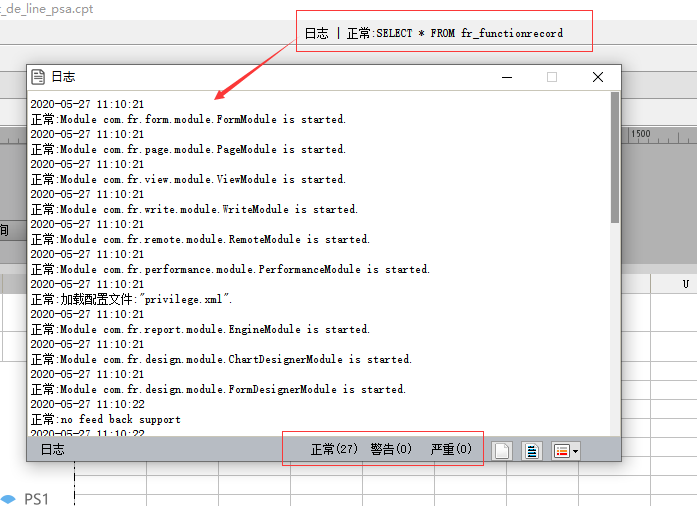 _de_line_psa.cpt
日志 | 正常:SELECT * FROM fr_functionrecord
日志
2020-05-27 11:10:21
正常:Module com.fr.form.module.FormModule is started.
2020-05-27 11:10:21
正常:Module com.fr.page.module.PageModule is started.
2020-05-27 11:10:21
正常:Module com.fr.view.module.ViewModule is started.
2020-05-27 11:10:21
正常:Module com.fr.write.module.WriteModule is started.
2020-05-27 11:10:21
正常:Module com.fr.remote.module.RemoteModule is started.
2020-05-27 11:10:21
正常:Module com.fr.performance.module.PerformanceModule is started.
2020-05-27 11:10:21
正常:加载配置文件:"privilege.xml".
2020-05-27 11:10:21
正常:Module com.fr.report.module.EngineModule is started.
2020-05-27 11:10:21
正常:Module com.fr.design.module.ChartDesignerModule is started.
2020-05-27 11:10:21
正常:Module com.fr.design.module.FormDesignerModule is started.
2020-05-27 11:10:22
正常:no feed back support
2020-05-27 11:10:22
日志 正常(27) 警告(0) 严重(0)
1500
U
PS1